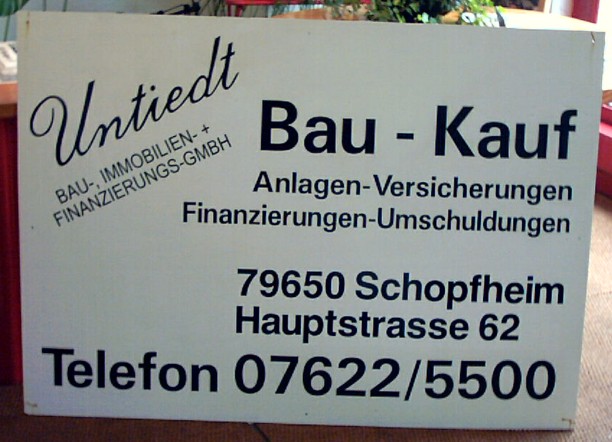 Untiedt
BAU-, IMMOBILIEN- +
FINANZIERUNGS-GMBH
Bau - Kauf
Anlagen-Versicherungen
Finanzierungen-Umschuldungen
79650 Schopfheim
Hauptstrasse 62
Telefon 07622/5500